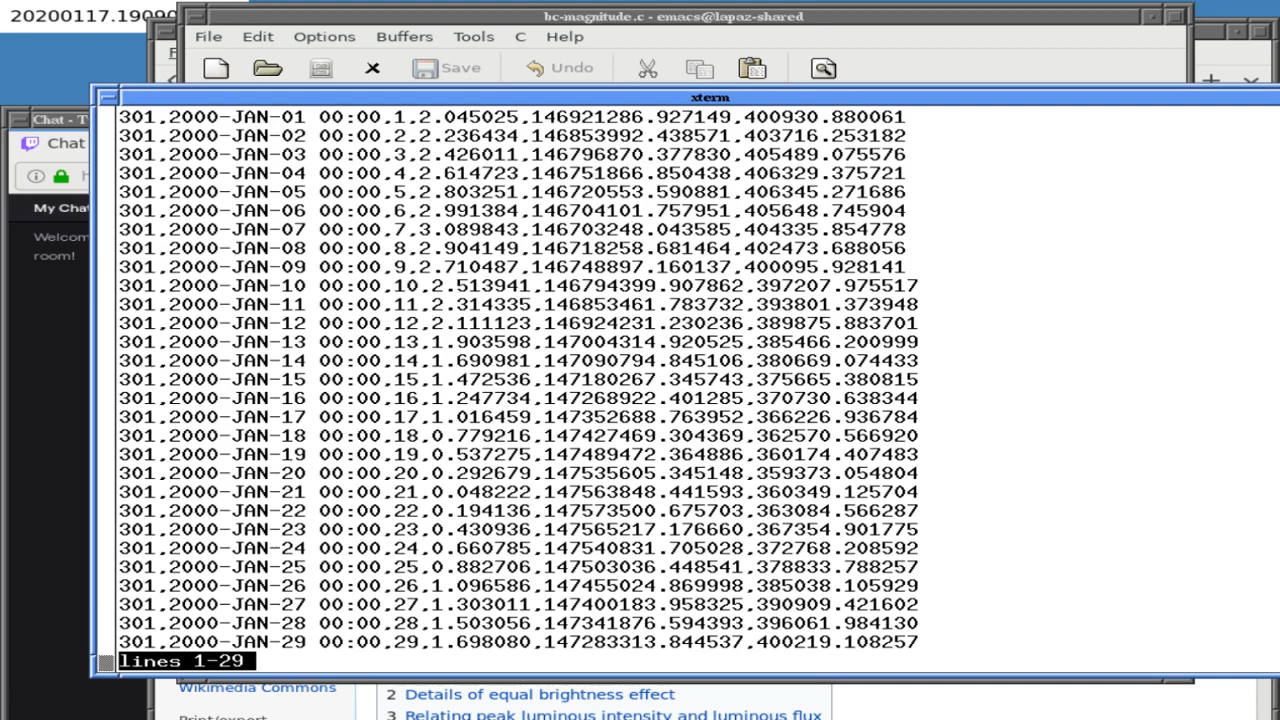 20200117.1909
bc-magnitude.c - emacs@lapaz-shared
File Edit Options Buffers Tools C Help
Save Undo
xterm
Chat - T
Chat
My Cha
Welcom
room!
301,2000-JAN-01 00:00,1,2.045025,146921286.927149,400930.880061
301,2000-JAN-02 00:00,2,2.236434,146853992.438571,403716.253182
301,2000-JAN-03 00:00,3,2.426011,146796870.377830,405489.075576
301,2000-JAN-04 00:00,4,2.614723,146751866.850438,406329.375721
301,2000-JAN-05 00:00,5,2.803251,146720553.590881,406345.271686
301,2000-JAN-06 00:00,6,2.991384,146704101.757951,405648.745904
301,2000-JAN-07 00:00,7,3.089843,146703248.043585,404335.854778
301,2000-JAN-08 00:00,8,2.904149,146718258.681464,402473.688056
301,2000-JAN-09 00:00,9,2.710487,146748897.160137,400095.928141
301,2000-JAN-10 00:00,10,2.513941,146794399.907862,397207.975517
301,2000-JAN-11 00:00,11,2.314335,146853461.783732,393801.373948
301,2000-JAN-12 00:00,12,2.111123,146924231.230236,389875.883701
301,2000-JAN-13 00:00,13,1.903598,147004314.920525,385466.200999
301,2000-JAN-14 00:00,14,1.690981,147090794.845106,380669.074433
301,2000-JAN-15 00:00,15,1.472536,147180267.345743,375665.380815
301,2000-JAN-16 00:00,16,1.247734,147268922.401285,370730.638344
301,2000-JAN-17 00:00,17,1.016459,147352688.763952,366226.936784
301,2000-JAN-18 00:00,18,0.779216,147427469.304369,362570.566920
301,2000-JAN-19 00:00,19,0.537275,147489472.364886,360174.407483
301,2000-JAN-20 00:00,20,0.292679,147535605.345148,359373.054804
301,2000-JAN-21 00:00,21,0.048222,147563848.441593,360349.125704
301,2000-JAN-22 00:00,22,0.194136,147573500.675703,363084.566287
301,2000-JAN-23 00:00,23,0.430936,147565217.176660,367354.901775
301,2000-JAN-24 00:00,24,0.660785,147540831.705028,372768.208592
301,2000-JAN-25 00:00,25,0.882706,147503036.448541,378833.788257
301,2000-JAN-26 00:00,26,1.096586,147455024.869998,385038.105929
301,2000-JAN-27 00:00,27,1.303011,147400183.958325,390909.421602
301,2000-JAN-28 00:00,28,1.503056,147341876.594393,396061.984130
301,2000-JAN-29 00:00,29,1.698080,147283313.844537,400219.108257
lines 1-29
Wikimedia Commons
Print/export
2 Details of equal brightness effect
3 Relating peak luminous intensity and luminous flux